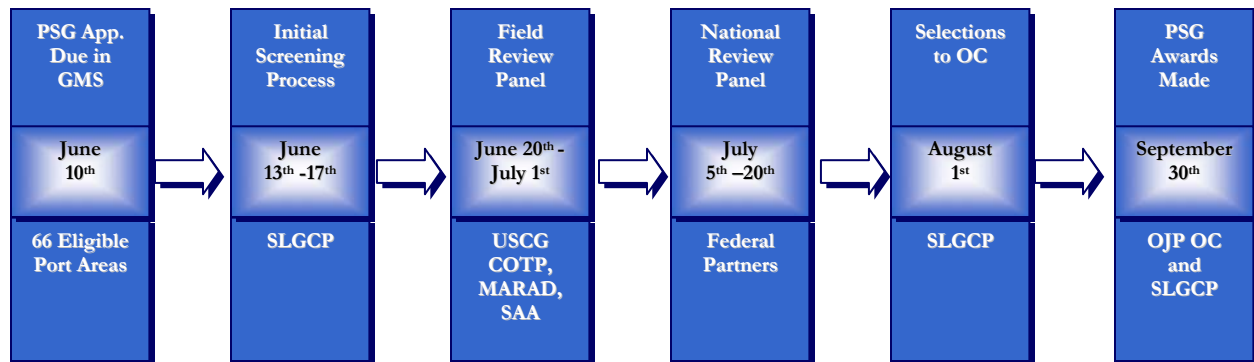 PSG App.
Due in
GMS
June
10th
66 Eligible
Port Areas
Initial
Screening
Process
June
13th -17th
SLGCP
Field
Review
Panel
June 20th -
July 1st
USCG
COTP,
MARAD,
SAA
National
Review
Panel
July
5th –20th
Federal
Partners
Selections
to OC
August
1st
SLGCP
PSG
Awards
Made
September
30th
OJP OC
and
SLGCP